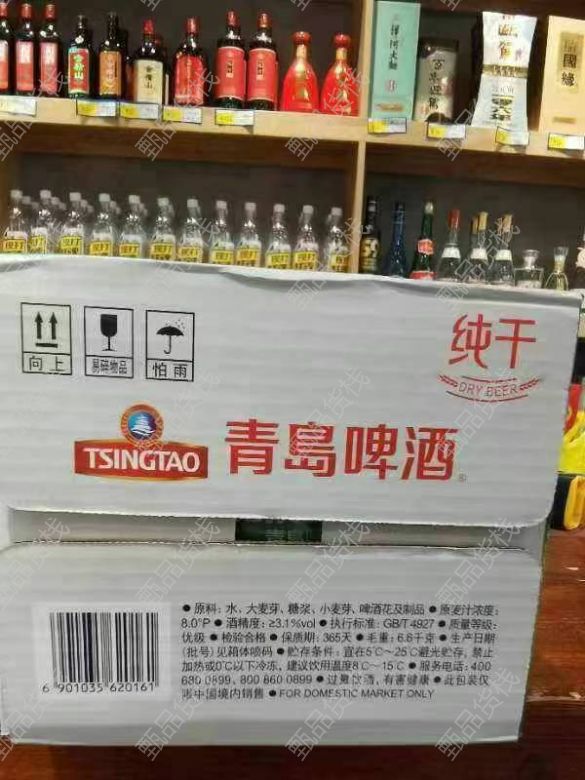 向上
易碎物品
怕雨
纯干
DRY BEER
TSINGTAO
青岛啤酒®
● 原料: 水、大麦芽、糖浆、小麦芽、啤酒花及制品 ● 原麦汁浓度:
8.0°P ● 酒精度: ≥3.1%vol ● 执行标准: GB/T 4927 ● 质量等级:
优级 ● 检验合格 ● 保质期: 365天 ● 毛重: 6.6千克 ● 生产日期
(批号)见箱体喷码 ● 贮存条件: 宜在5℃~25℃避光贮存, 禁止
加热或0℃以下冷冻, 建议饮用温度8℃~15℃ ● 服务电话: 400
680 0899, 800 860 0899 ● 过量饮酒, 有害健康 ● 此包装仅
中国境内销售 ● FOR DOMESTIC MARKET ONLY
6 901035 620161
甄品货栈